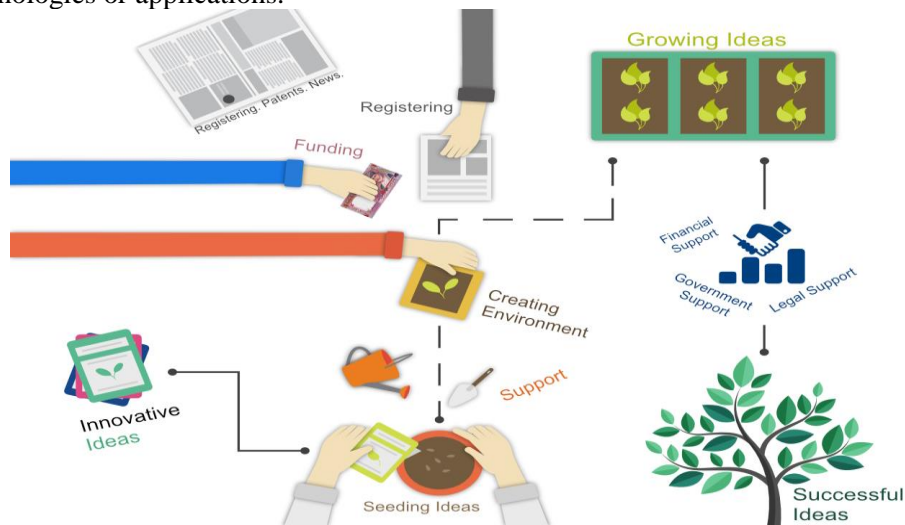 nologies or applications.
Growing Ideas
Registering. Patents. News.
Registering
Funding
Financial
Support
Government
Support
Legal Support
Creating
Environment
Innovative
Ideas
Support
Seeding Ideas
Successful
Ideas